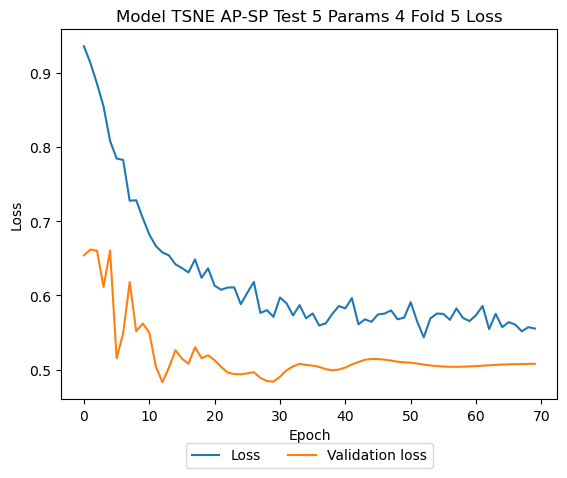 Model TSNE AP-SP Test 5 Params 4 Fold 5 Loss
0.9
0.8
0.7
0.6
0.5
Loss
0 10 20 30 40 50 60 70
Epoch
Loss Validation loss